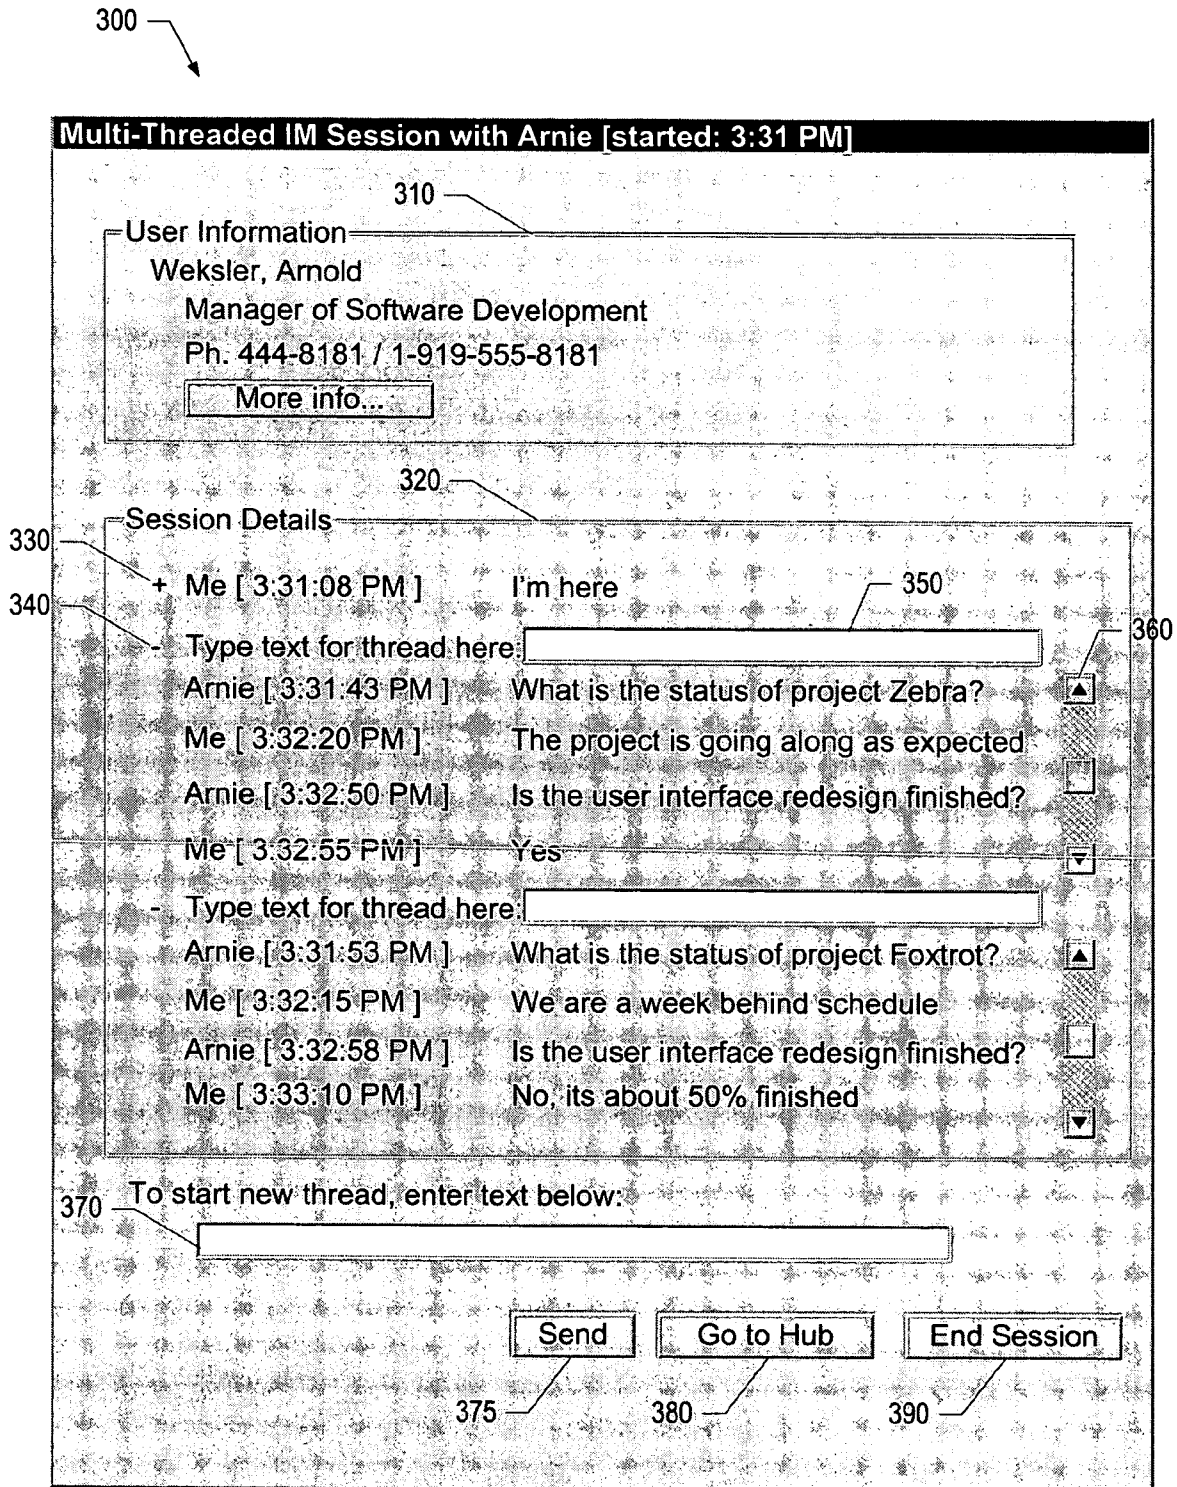 300
Multi-Threaded IM Session with Arnie [started: 3:31 PM]
310
User Information
Weksler, Arnold
Manager of Software Development
Ph. 444-8181 / 1-919-555-8181
More info...
320
Session Details
330
+ Me [ 3:31:08 PM ] I'm here
350
340
- Type text for thread here:
360
Arnie [ 3:31:43 PM ] What is the status of project Zebra?
Me [ 3:32:20 PM ] The project is going along as expected
Arnie [ 3:32:50 PM ] Is the user interface redesign finished?
Me [ 3:32:55 PM ] Yes
- Type text for thread here:
Arnie [ 3:31:53 PM ] What is the status of project Foxtrot?
Me [ 3:32:15 PM ] We are a week behind schedule
Arnie [ 3:32:58 PM ] Is the user interface redesign finished?
Me [ 3:33:10 PM ] No, its about 50% finished
To start new thread, enter text below:
370
Send Go to Hub End Session
375 380 390